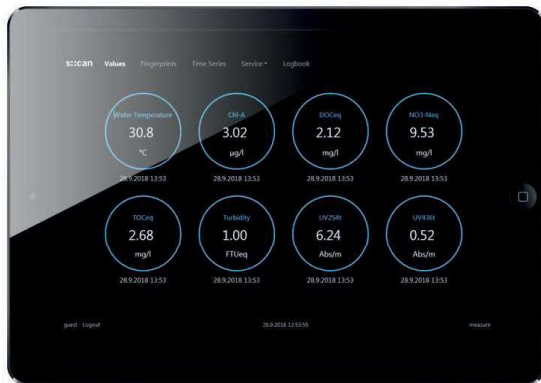 s::can Values Fingerprints Time Series Service Logbook
Water Temperature Chl-A DOCeq NO3-Neq
30.8 3.02 2.12 9.53
°C µg/l mg/l mg/l
28.9.2018 13:53 28.9.2018 13:53 28.9.2018 13:53 28.9.2018 13:53
TOCeq Turbidity UV254t UV436t
2.68 1.00 6.24 0.52
mg/l FTUeq Abs/m Abs/m
28.9.2018 13:53 28.9.2018 13:53 28.9.2018 13:53 28.9.2018 13:53
guest - Logout 28.9.2018 13:53:55 measure